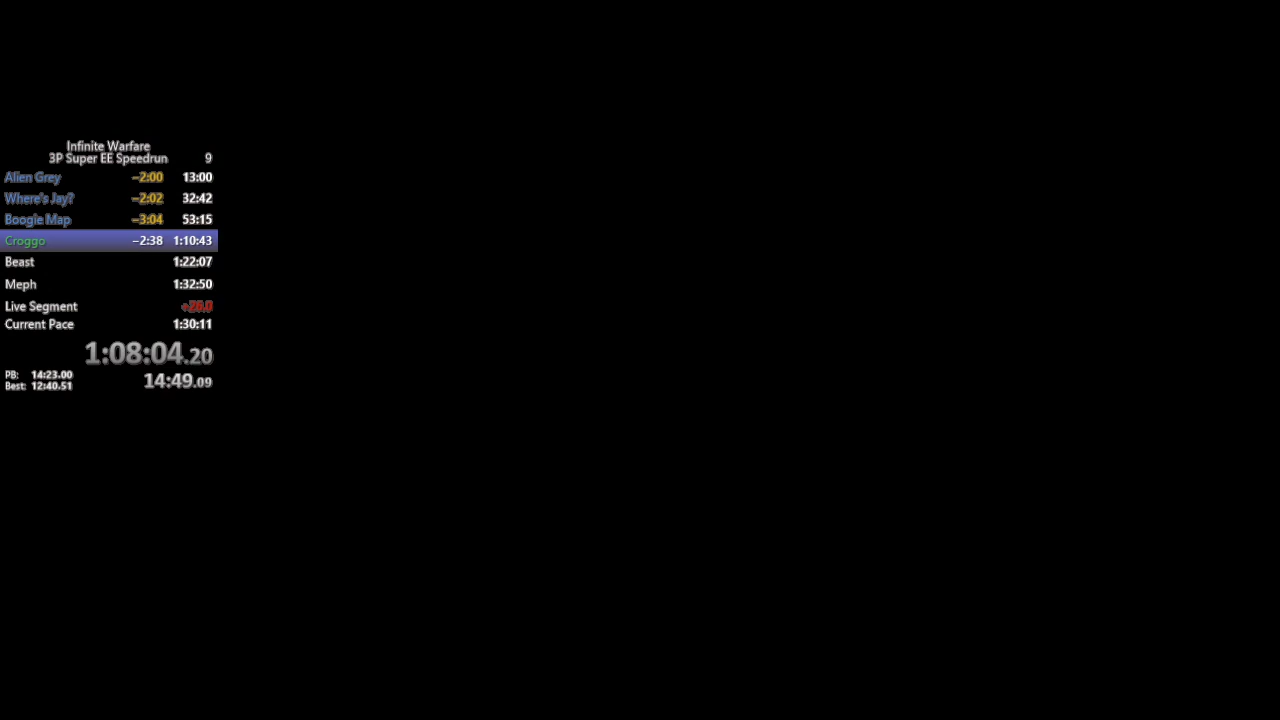 Infinite Warfare
3P Super EE Speedrun 9
Alien Grey −2:00 13:00
Where's Jay? −2:02 32:42
Boogie Map −3:04 53:15
Croggo −2:38 1:10:43
Beast 1:22:07
Meph 1:32:50
Live Segment +26.0
Current Pace 1:30:11
1:08:04.20
PB: 14:23.00
Best: 12:40.51
14:49.09